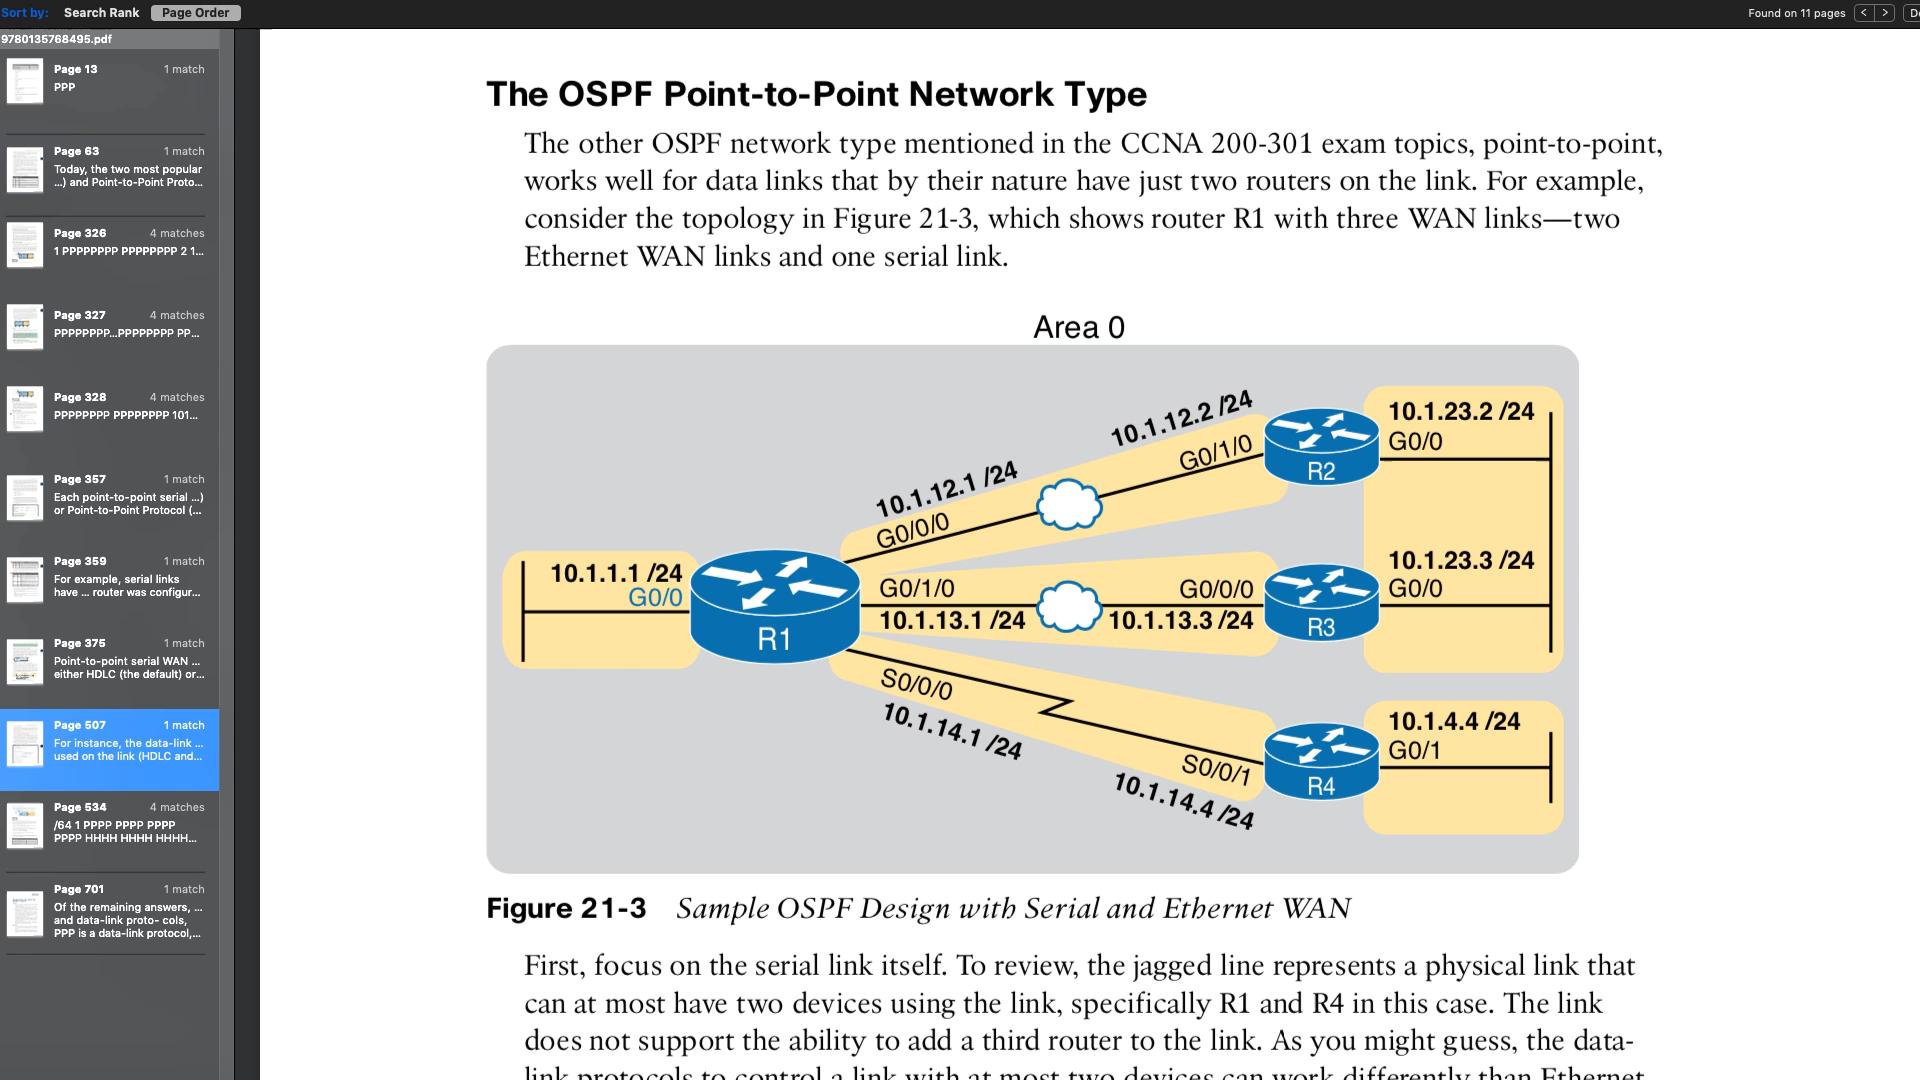 Sort by: Search Rank Page Order
Found on 11 pages < >
9780135768495.pdf
Page 13 1 match
PPP
Page 63 1 match
Today, the two most popular
...) and Point-to-Point Proto...
Page 326 4 matches
1 PPPPPPPP PPPPPPPP 2 1...
Page 327 4 matches
PPPPPPPP...PPPPPPPP PP...
Page 328 4 matches
PPPPPPPP PPPPPPPP 101...
Page 357 1 match
Each point-to-point serial ...)
or Point-to-Point Protocol (...
Page 359 1 match
For example, serial links
have ... router was configur...
Page 375 1 match
Point-to-point serial WAN ...
either HDLC (the default) or...
Page 507 1 match
For instance, the data-link ...
used on the link (HDLC and...
Page 534 4 matches
/64 1 PPPP PPPP PPPP
PPPP HHHH HHHH HHHH...
Page 701 1 match
Of the remaining answers, ...
and data-link proto- cols,
PPP is a data-link protocol,...
The OSPF Point-to-Point Network Type
The other OSPF network type mentioned in the CCNA 200-301 exam topics, point-to-point,
works well for data links that by their nature have just two routers on the link. For example,
consider the topology in Figure 21-3, which shows router R1 with three WAN links—two
Ethernet WAN links and one serial link.
Area 0
10.1.1.1 /24
G0/0
R1
10.1.12.1 /24
G0/0/0
10.1.12.2 /24
G0/1/0
R2
10.1.23.2 /24
G0/0
G0/1/0
10.1.13.1 /24
G0/0/0
10.1.13.3 /24
R3
10.1.23.3 /24
G0/0
S0/0/0
10.1.14.1 /24
S0/0/1
10.1.14.4 /24
R4
10.1.4.4 /24
G0/1
Figure 21-3 Sample OSPF Design with Serial and Ethernet WAN
First, focus on the serial link itself. To review, the jagged line represents a physical link that
can at most have two devices using the link, specifically R1 and R4 in this case. The link
does not support the ability to add a third router to the link. As you might guess, the data-
link protocols to control a link with at most two devices can work differently than Ethernet